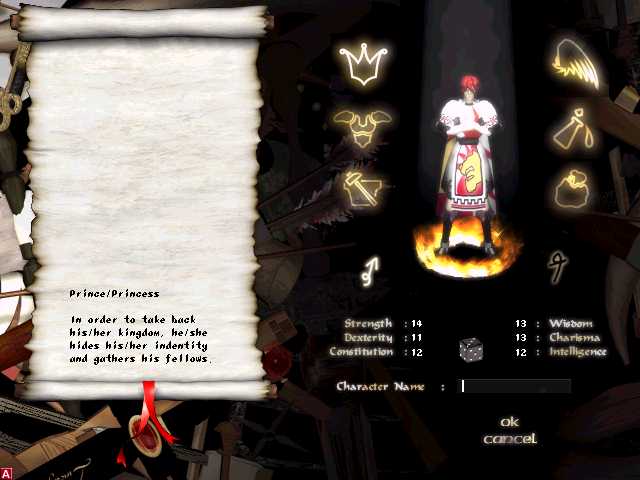 Prince/Princess
In order to take back
his/her kingdom, he/she
hides his/her indentity
and gathers his fellows.
Strength : 14
13 : Wisdom
Dexterity : 11
13 : Charisma
Constitution : 12
12 : Intelligence
Character Name :
ok
cancel
A